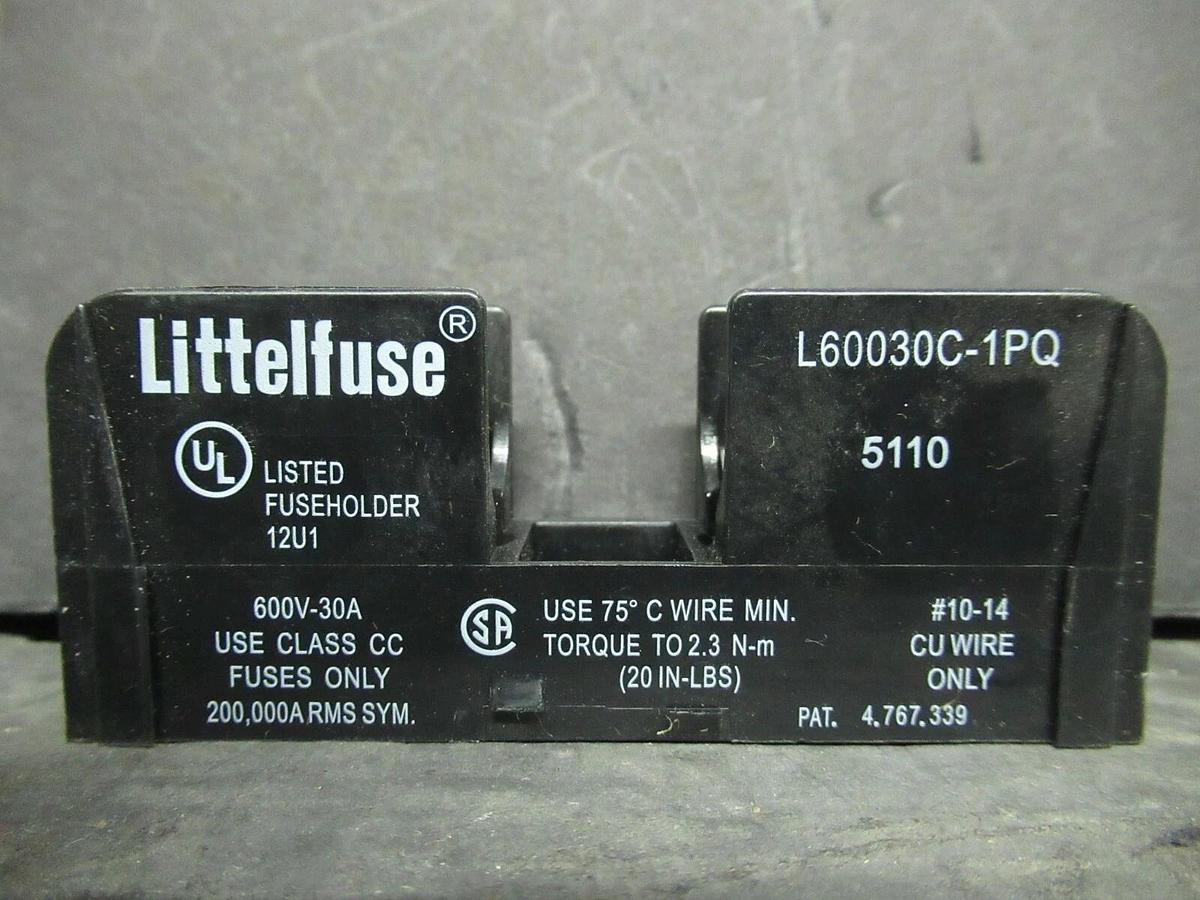 Littelfuse®
UL LISTED
FUSEHOLDER
12U1
L60030C-1PQ
5110
600V-30A
USE CLASS CC
FUSES ONLY
200,000A RMS SYM.
SA USE 75° C WIRE MIN.
TORQUE TO 2.3 N-m
(20 IN-LBS)
#10-14
CU WIRE
ONLY
PAT. 4,767,339